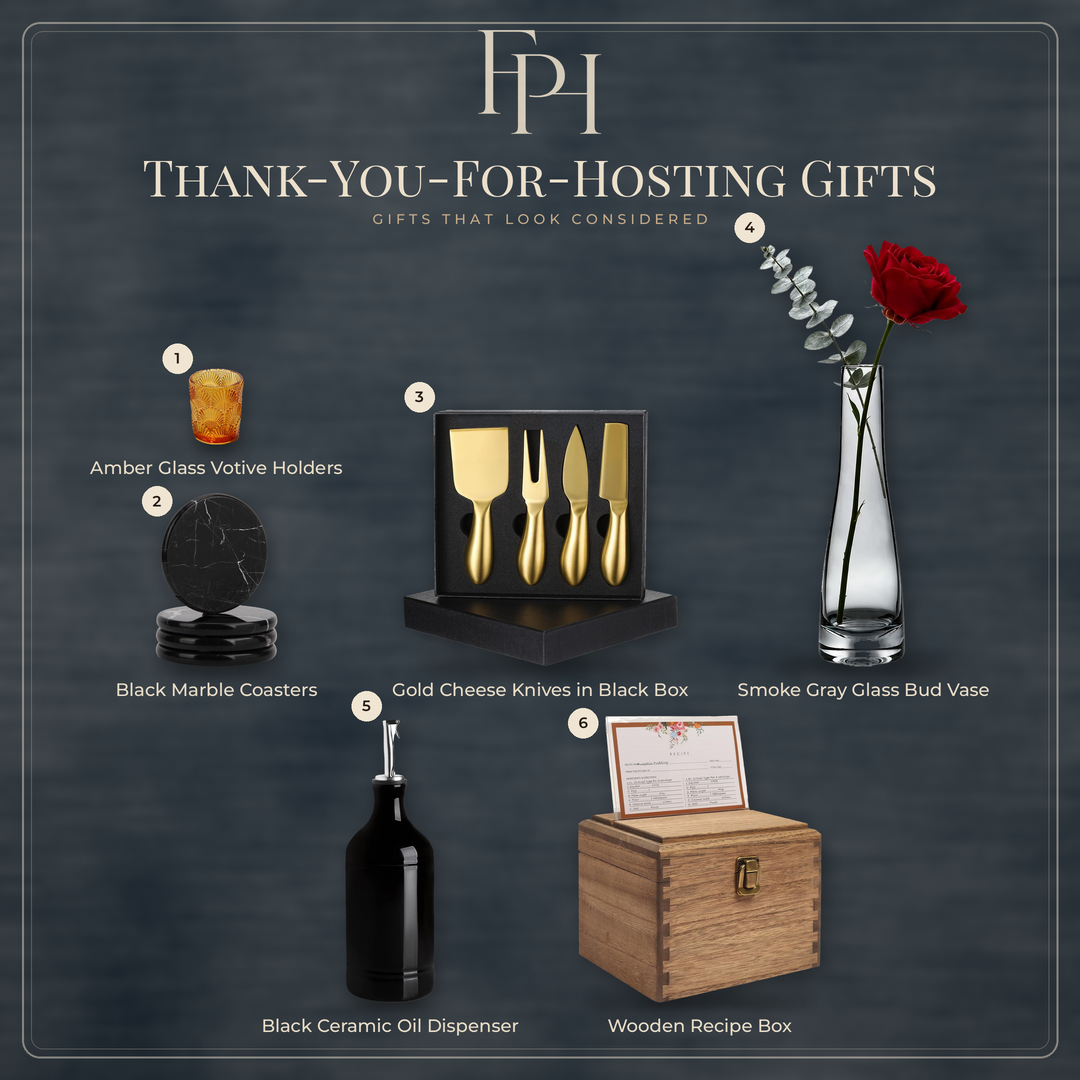 FPH
THANK-YOU-FOR-HOSTING GIFTS
GIFTS THAT LOOK CONSIDERED
1
Amber Glass Votive Holders
2
Black Marble Coasters
3
Gold Cheese Knives in Black Box
4
Smoke Gray Glass Bud Vase
5
Black Ceramic Oil Dispenser
6
RECIPE
Wooden Recipe Box